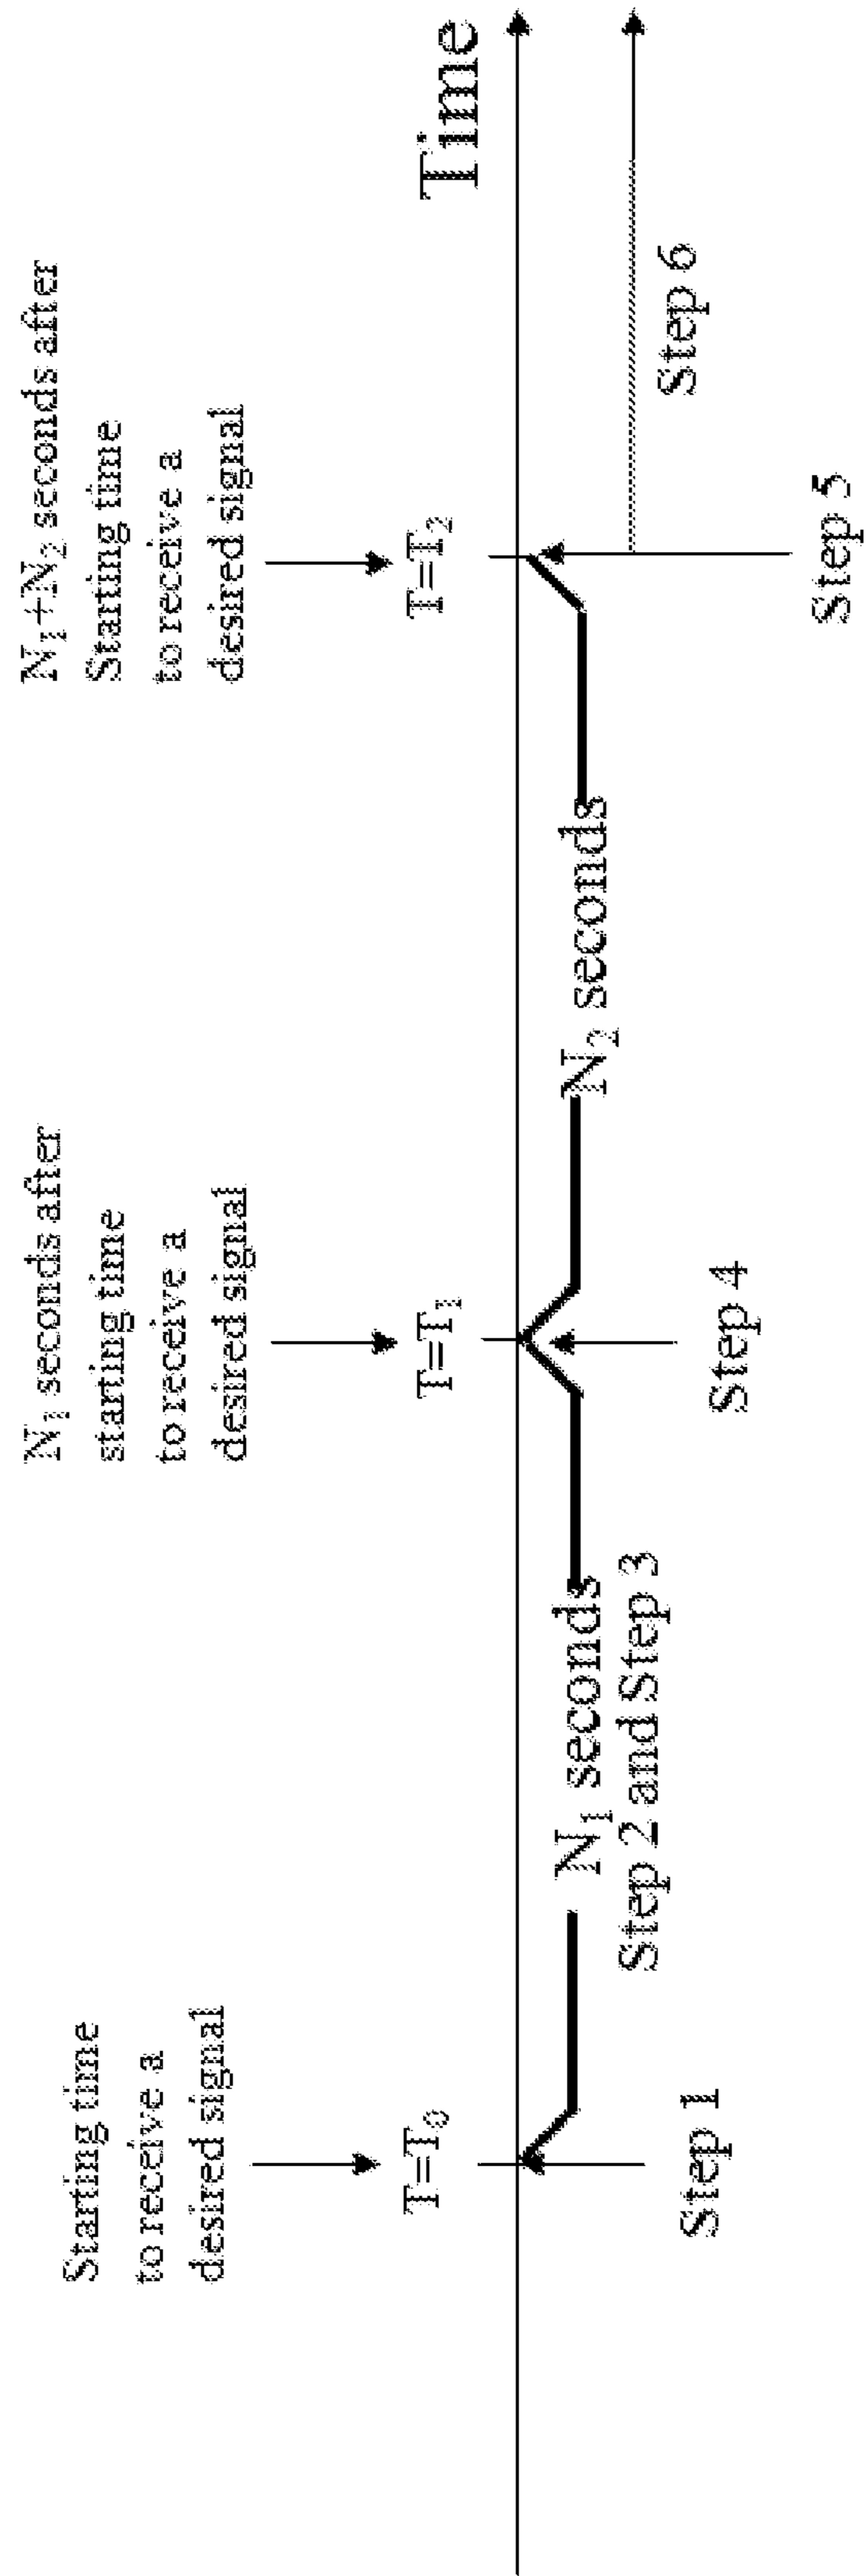 Starting time
to receive a
desired signal
N₁ seconds after
starting time
to receive a
desired signal
N₁+N₂ seconds after
Starting time
to receive a
desired signal
T=T₀
T=T₁
T=T₂
Time
N₁ seconds
Step 2 and Step 3
N₂ seconds
Step 1
Step 4
Step 5
Step 6